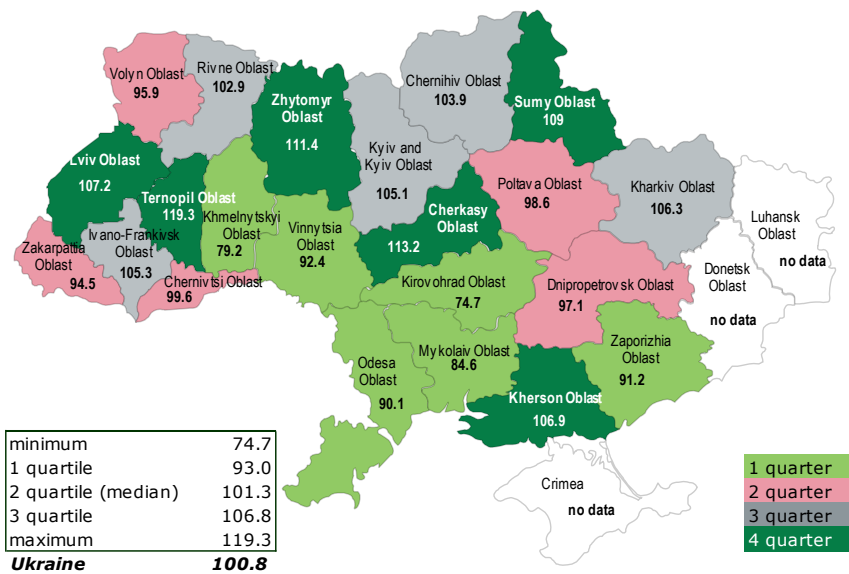 Volyn Oblast
95.9
Rivne Oblast
102.9
Zhytomyr
Oblast
111.4
Chernihiv Oblast
103.9
Sumy Oblast
109
Kyiv and
Kyiv Oblast
105.1
Lviv Oblast
107.2
Ternopil Oblast
119.3
Khmelnytskyi
Oblast
79.2
Vinnytsia
Oblast
92.4
Cherkasy
Oblast
113.2
Poltava Oblast
98.6
Kharkiv Oblast
106.3
Luhansk
Oblast
no data
Donetsk
Oblast
no data
Zakarpattia
Oblast
94.5
Ivano-Frankivsk
Oblast
105.3
Chernivtsi Oblast
99.6
Kirovohrad Oblast
74.7
Dnipropetrovsk Oblast
97.1
Zaporizhia
Oblast
91.2
Odesa
Oblast
90.1
Mykolaiv Oblast
84.6
Kherson Oblast
106.9
Crimea
no data
minimum 74.7
1 quartile 93.0
2 quartile (median) 101.3
3 quartile 106.8
maximum 119.3
Ukraine 100.8
1 quarter
2 quarter
3 quarter
4 quarter